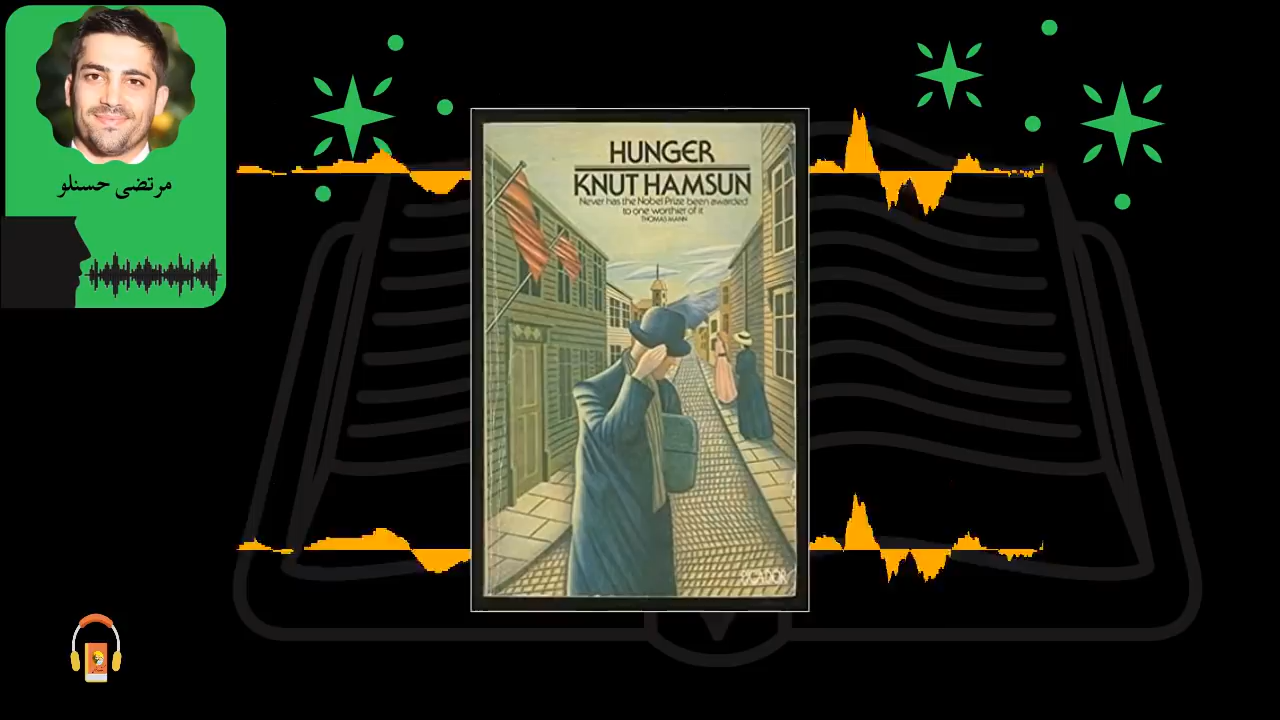 مرتضی حسنلو
HUNGER
KNUT HAMSUN
Never has the Nobel Prize been awarded
to one worthier of it
THOMAS MANN
PICADOR